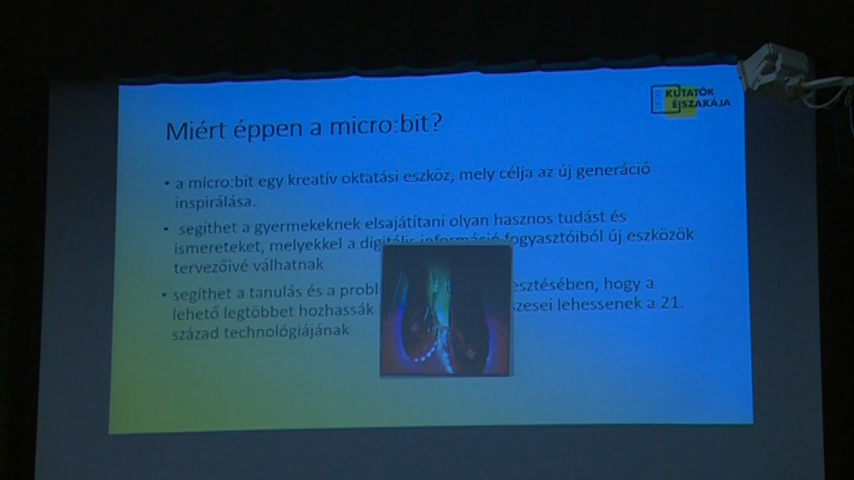 KUTATÓK
ÉJSZAKÁJA
Miért éppen a micro:bit?
• a micro:bit egy kreatív oktatási eszköz, mely célja az új generáció
inspirálása.
• segíthet a gyermekeknek elsajátítani olyan hasznos tudást és
ismereteket, melyekkel a digitális információ fogyasztóiból új eszközök
tervezőivé válhatnak
• segíthet a tanulás és a probl esztésében, hogy a
lehető legtöbbet hozhassák szesei lehessenek a 21.
század technológiájának